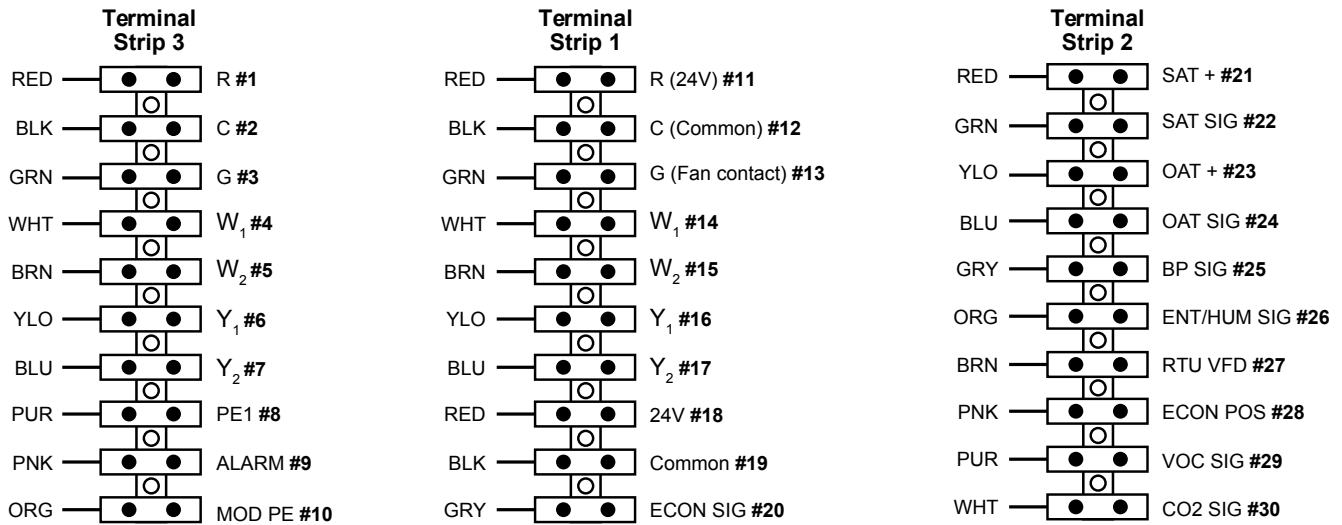 Terminal
Strip 3
RED R #1
BLK C #2
GRN G #3
WHT W1 #4
BRN W2 #5
YLO Y1 #6
BLU Y2 #7
PUR PE1 #8
PNK ALARM #9
ORG MOD PE #10
Terminal
Strip 1
RED R (24V) #11
BLK C (Common) #12
GRN G (Fan contact) #13
WHT W1 #14
BRN W2 #15
YLO Y1 #16
BLU Y2 #17
RED 24V #18
BLK Common #19
GRY ECON SIG #20
Terminal
Strip 2
RED SAT + #21
GRN SAT SIG #22
YLO OAT + #23
BLU OAT SIG #24
GRY BP SIG #25
ORG ENT/HUM SIG #26
BRN RTU VFD #27
PNK ECON POS #28
PUR VOC SIG #29
WHT CO2 SIG #30